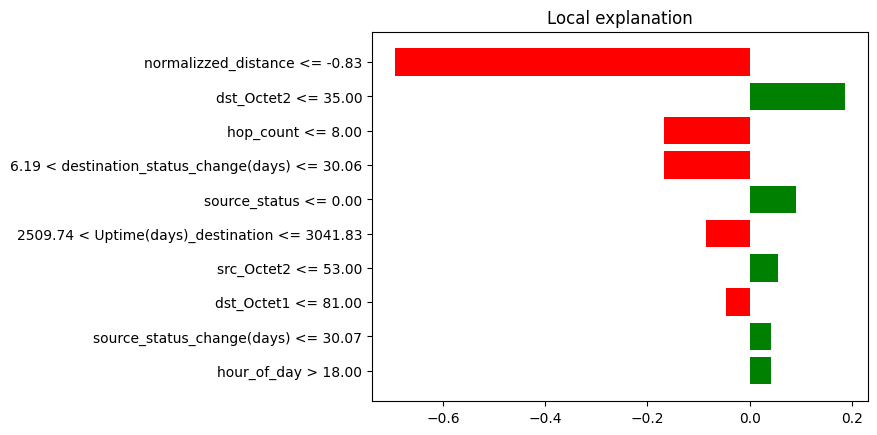 Local explanation
normalizzed_distance <= -0.83
dst_Octet2 <= 35.00
hop_count <= 8.00
6.19 < destination_status_change(days) <= 30.06
source_status <= 0.00
2509.74 < Uptime(days)_destination <= 3041.83
src_Octet2 <= 53.00
dst_Octet1 <= 81.00
source_status_change(days) <= 30.07
hour_of_day > 18.00
−0.6 −0.4 −0.2 0.0 0.2